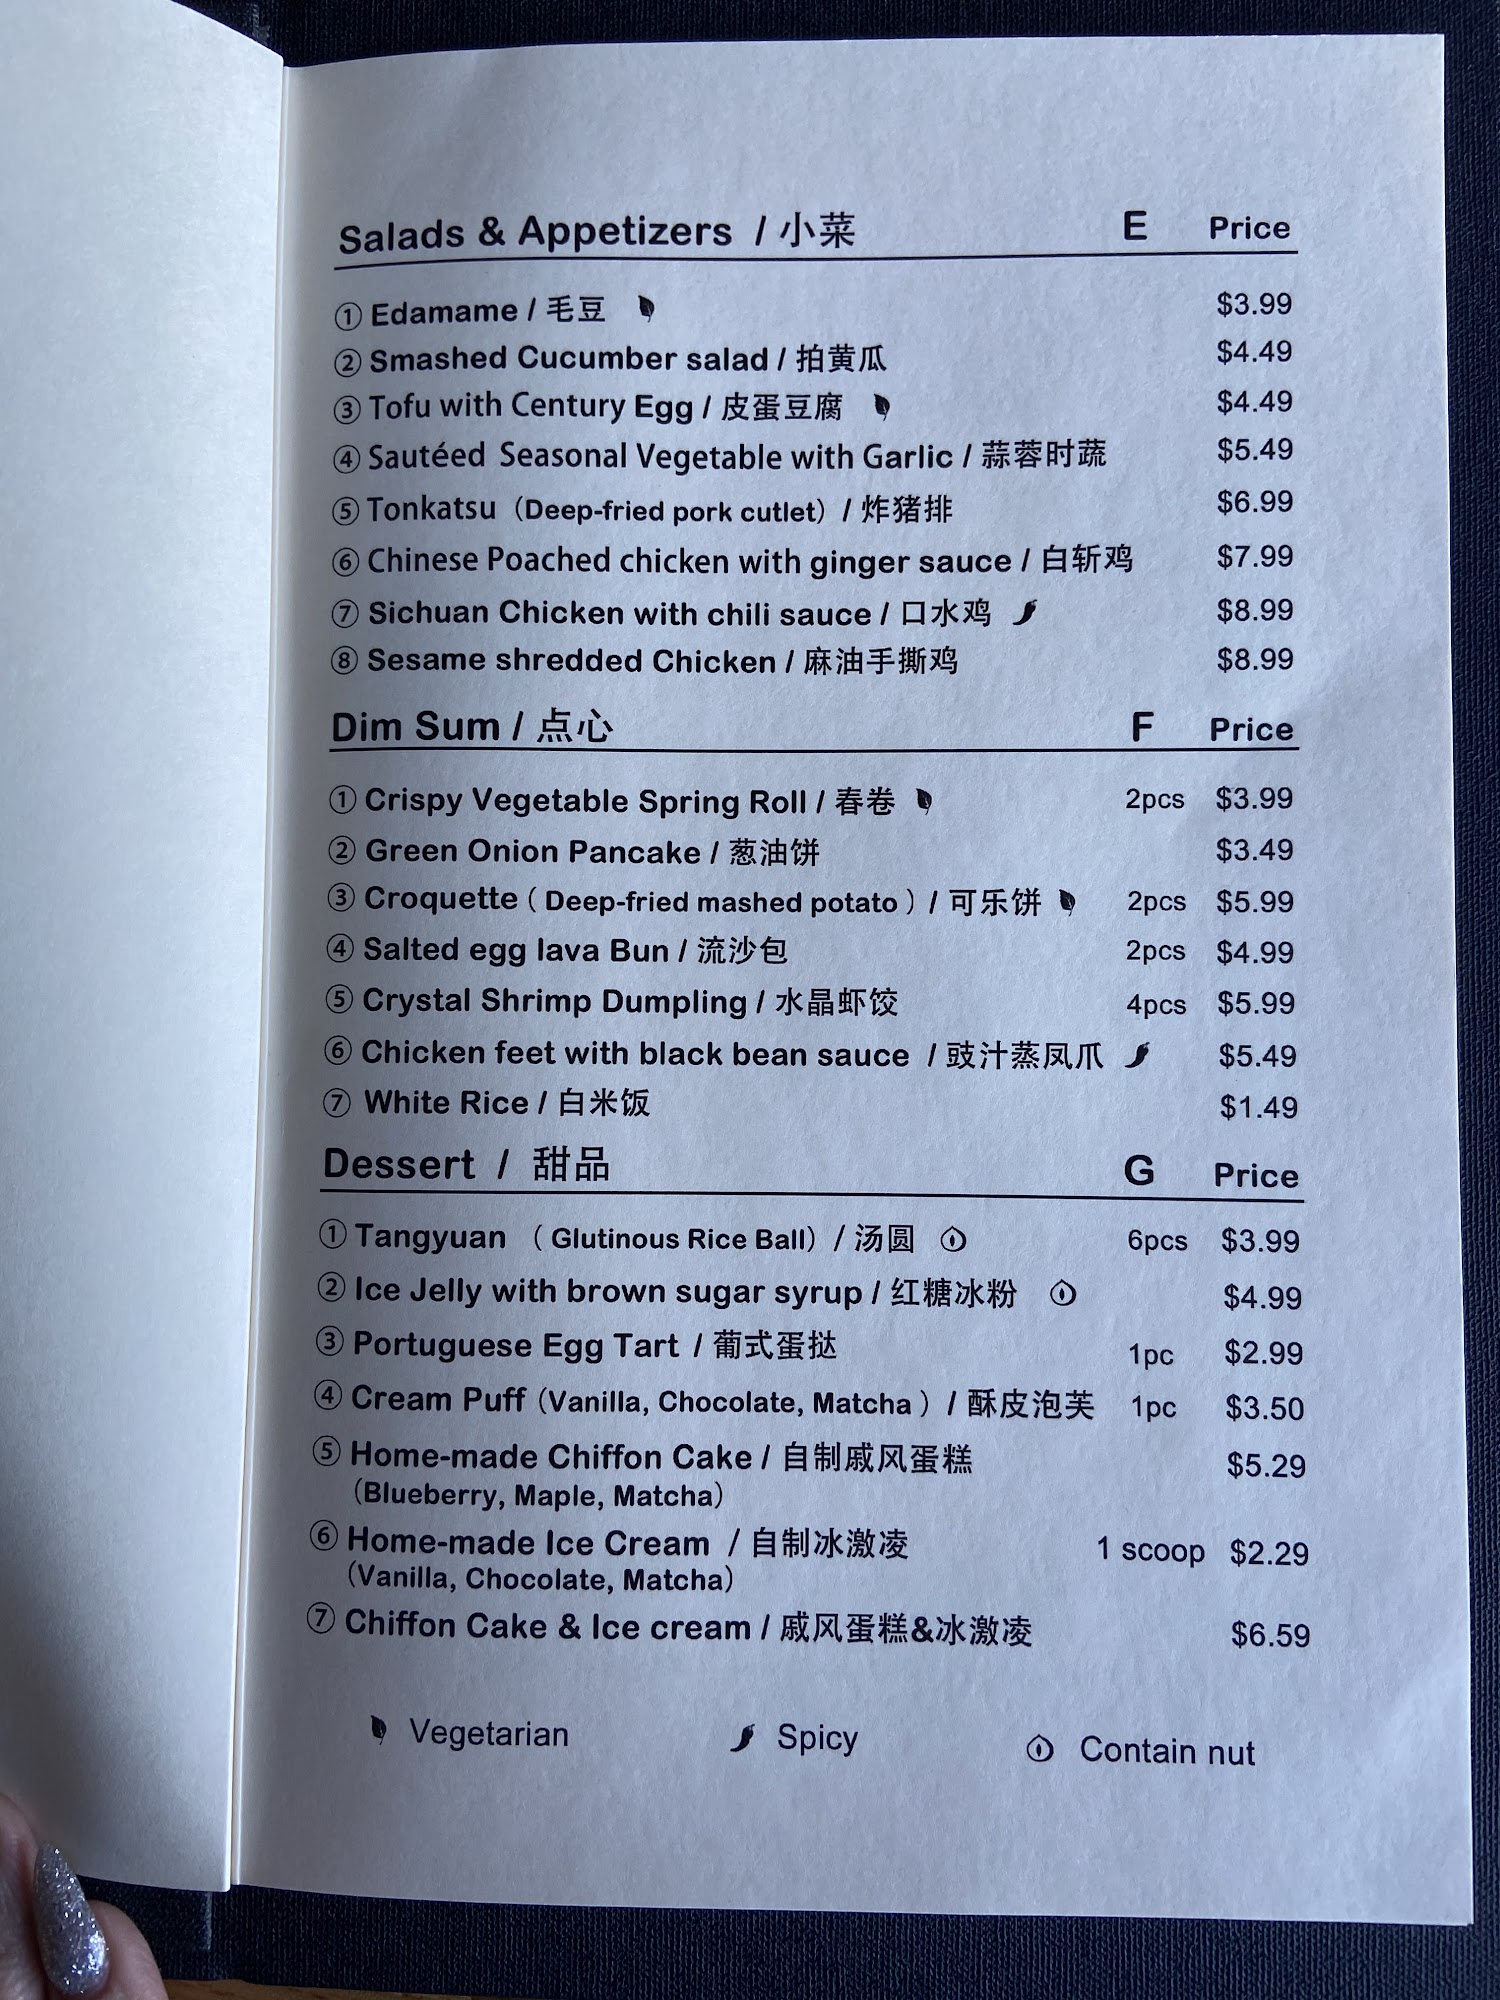 Salads & Appetizers / 小菜 E Price
① Edamame / 毛豆 $3.99
② Smashed Cucumber salad / 拍黄瓜 $4.49
③ Tofu with Century Egg / 皮蛋豆腐 $4.49
④ Sautéed Seasonal Vegetable with Garlic / 蒜蓉时蔬 $5.49
⑤ Tonkatsu (Deep-fried pork cutlet) / 炸猪排 $6.99
⑥ Chinese Poached chicken with ginger sauce / 白斩鸡 $7.99
⑦ Sichuan Chicken with chili sauce / 口水鸡 $8.99
⑧ Sesame shredded Chicken / 麻油手撕鸡 $8.99
Dim Sum / 点心 F Price
① Crispy Vegetable Spring Roll / 春卷 2pcs $3.99
② Green Onion Pancake / 葱油饼 $3.49
③ Croquette ( Deep-fried mashed potato ) / 可乐饼 2pcs $5.99
④ Salted egg lava Bun / 流沙包 2pcs $4.99
⑤ Crystal Shrimp Dumpling / 水晶虾饺 4pcs $5.99
⑥ Chicken feet with black bean sauce / 豉汁蒸凤爪 $5.49
⑦ White Rice / 白米饭 $1.49
Dessert / 甜品 G Price
① Tangyuan ( Glutinous Rice Ball) / 汤圆 6pcs $3.99
② Ice Jelly with brown sugar syrup / 红糖冰粉 $4.99
③ Portuguese Egg Tart / 葡式蛋挞 1pc $2.99
④ Cream Puff (Vanilla, Chocolate, Matcha ) / 酥皮泡芙 1pc $3.50
⑤ Home-made Chiffon Cake / 自制戚风蛋糕 $5.29
(Blueberry, Maple, Matcha)
⑥ Home-made Ice Cream / 自制冰激凌 1 scoop $2.29
(Vanilla, Chocolate, Matcha)
⑦ Chiffon Cake & Ice cream / 戚风蛋糕&冰激凌 $6.59
Vegetarian Spicy Contain nut